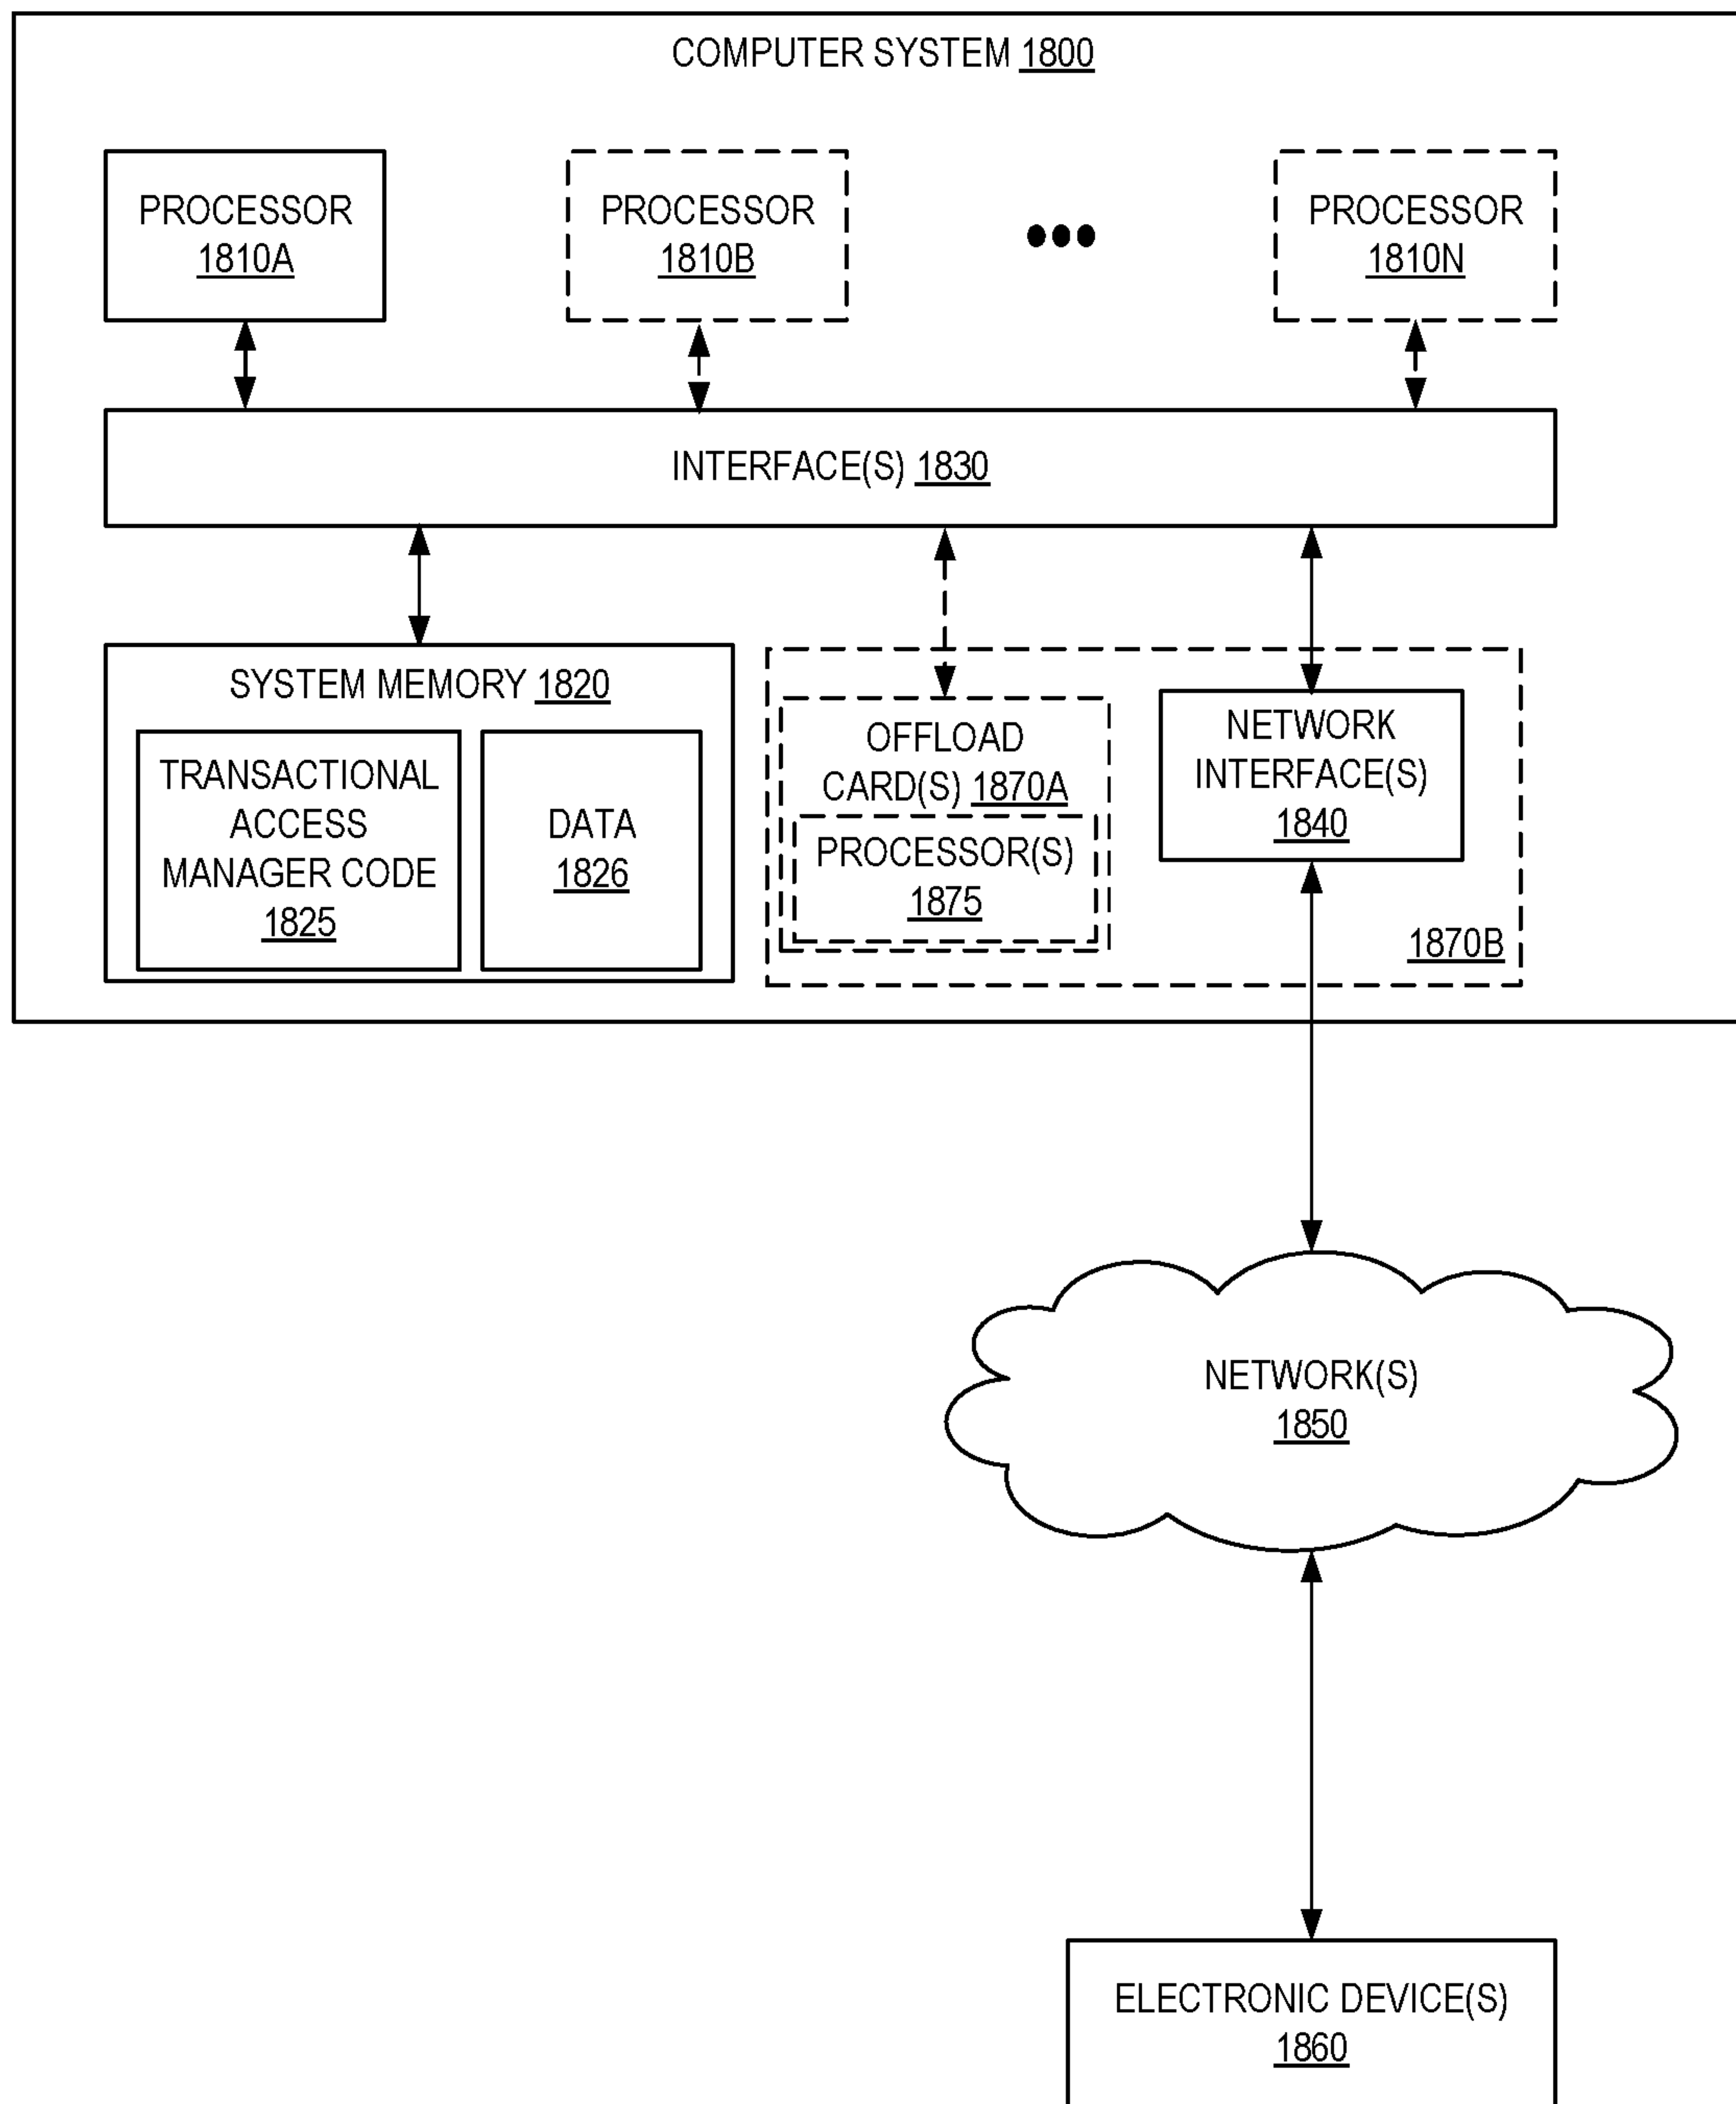 COMPUTER SYSTEM 1800
PROCESSOR
1810A
PROCESSOR
1810B
PROCESSOR
1810N
INTERFACE(S) 1830
SYSTEM MEMORY 1820
TRANSACTIONAL
ACCESS
MANAGER CODE
1825
DATA
1826
OFFLOAD
CARD(S) 1870A
PROCESSOR(S)
1875
NETWORK
INTERFACE(S)
1840
1870B
NETWORK(S)
1850
ELECTRONIC DEVICE(S)
1860